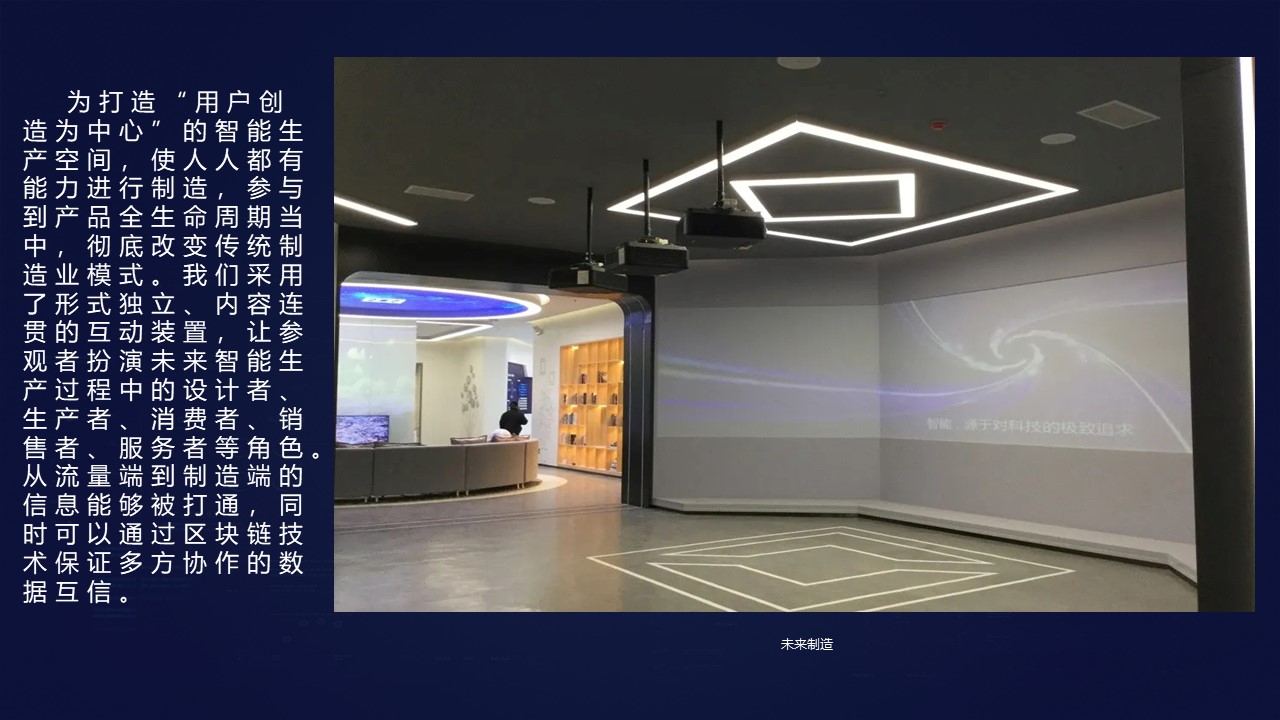 为打造“用户创
造为中心”的智能生
产空间，使人人都有
能力进行制造，参与
到产品全生命周期当
中，彻底改变传统制
造业模式。我们采用
了形式独立、内容连
贯的互动装置，让参
观者扮演未来智能生
产过程中的设计者、
生产者、消费者、销
售者、服务者等角色。
从流量端到制造端的
信息能够被打通，同
时可以通过区块链技
术保证多方协作的数
据互信。
智能，源于对科技的极致追求
未来制造